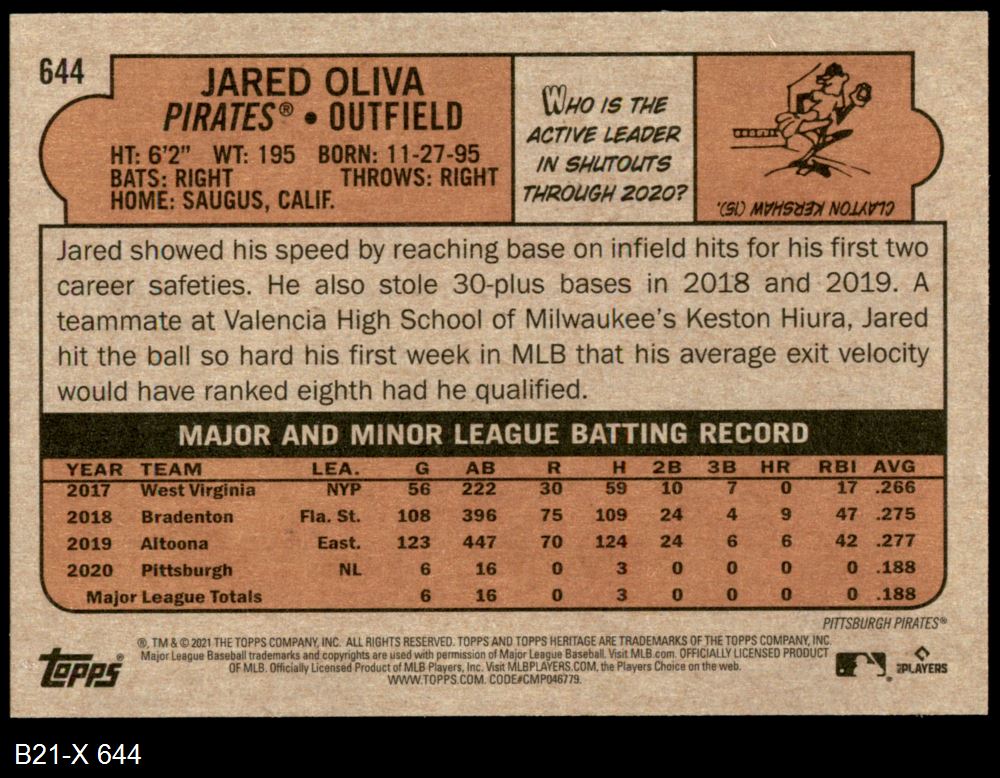 644
JARED OLIVA
PIRATES® • OUTFIELD
HT: 6'2" WT: 195 BORN: 11-27-95
BATS: RIGHT THROWS: RIGHT
HOME: SAUGUS, CALIF.
WHO IS THE
ACTIVE LEADER
IN SHUTOUTS
THROUGH 2020?
CLAYTON KERSHAW (15).
Jared showed his speed by reaching base on infield hits for his first two
career safeties. He also stole 30-plus bases in 2018 and 2019. A
teammate at Valencia High School of Milwaukee's Keston Hiura, Jared
hit the ball so hard his first week in MLB that his average exit velocity
would have ranked eighth had he qualified.
MAJOR AND MINOR LEAGUE BATTING RECORD
YEAR TEAM LEA. G AB R H 2B 3B HR RBI AVG
2017 West Virginia NYP 56 222 30 59 10 7 0 17 .266
2018 Bradenton Fla. St. 108 396 75 109 24 4 9 47 .275
2019 Altoona East. 123 447 70 124 24 6 6 42 .277
2020 Pittsburgh NL 6 16 0 3 0 0 0 0 .188
Major League Totals 6 16 0 3 0 0 0 0 .188
PITTSBURGH PIRATES®
®, TM & © 2021 THE TOPPS COMPANY, INC. ALL RIGHTS RESERVED. TOPPS AND TOPPS HERITAGE ARE TRADEMARKS OF THE TOPPS COMPANY, INC.
Major League Baseball trademarks and copyrights are used with permission of Major League Baseball. Visit MLB.com. OFFICIALLY LICENSED PRODUCT
OF MLB. Officially Licensed Product of MLB Players, Inc. Visit MLBPLAYERS.COM, the Players Choice on the web.
WWW.TOPPS.COM. CODE#CMP046779.
TOPPS®
MLB PLAYERS
B21-X 644